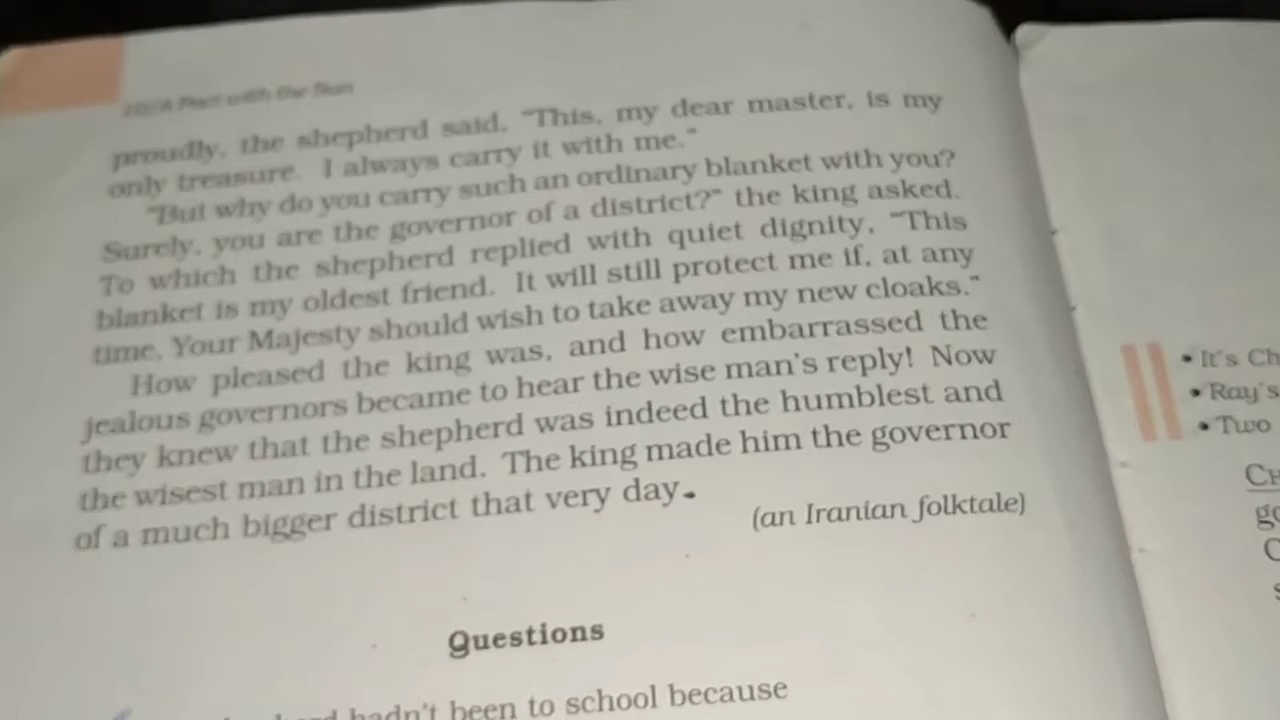 10/A Pact with the Sun
proudly, the shepherd said, "This, my dear master, is my
only treasure. I always carry it with me."
"But why do you carry such an ordinary blanket with you?
Surely, you are the governor of a district?" the king asked.
To which the shepherd replied with quiet dignity, "This
blanket is my oldest friend. It will still protect me if, at any
time, Your Majesty should wish to take away my new cloaks."
How pleased the king was, and how embarrassed the
jealous governors became to hear the wise man's reply! Now
they knew that the shepherd was indeed the humblest and
the wisest man in the land. The king made him the governor
of a much bigger district that very day.
(an Iranian folktale)
Questions
hadn't been to school because
• It's Ch
• Ray's
• Two
CH
go
C
s